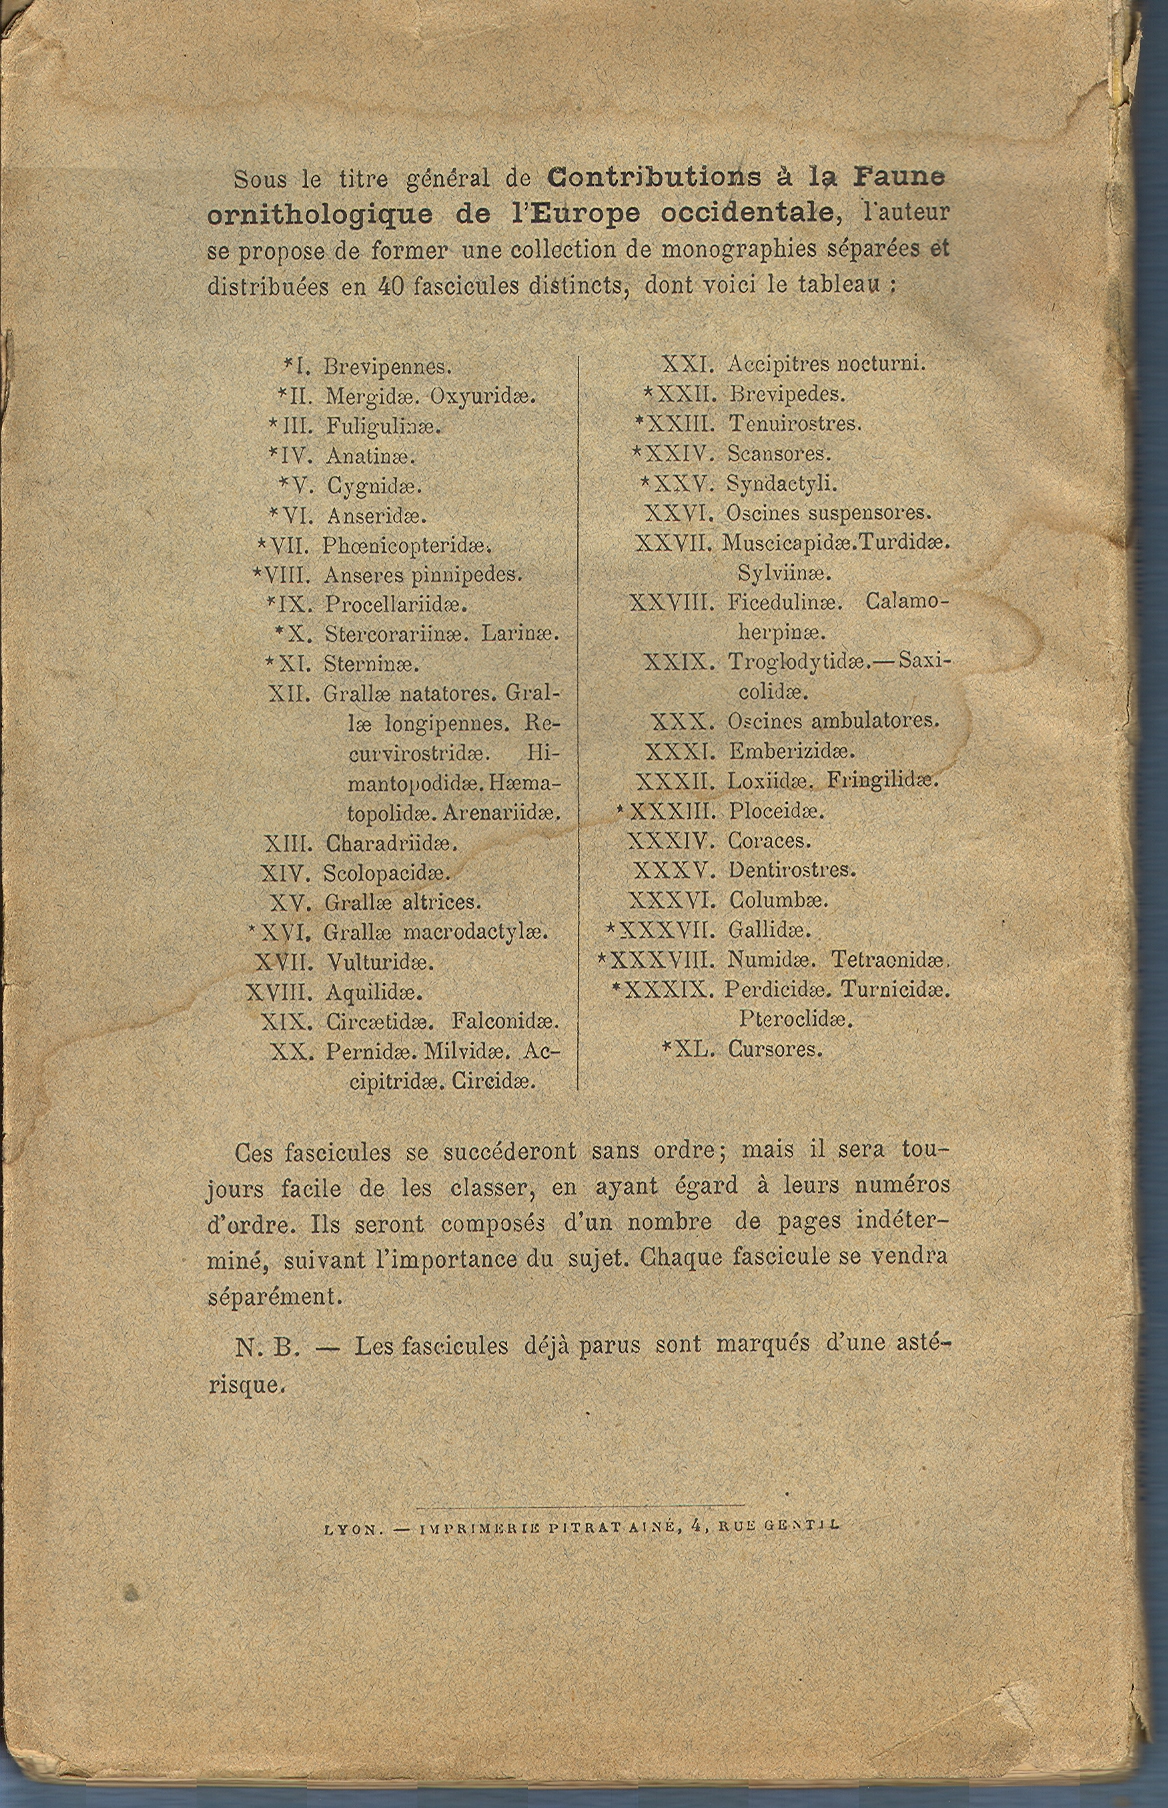 Sous le titre général de Contributions à la Faune
ornithologique de l'Europe occidentale, l'auteur
se propose de former une collection de monographies séparées et
distribuées en 40 fascicules distincts, dont voici le tableau :
*I. Brevipennes.
*II. Mergidæ. Oxyuridæ.
*III. Fuligulinæ.
*IV. Anatinæ.
*V. Cygnidæ.
*VI. Anseridæ.
*VII. Phœnicopteridæ.
*VIII. Anseres pinnipedes.
*IX. Procellariidæ.
*X. Stercorariinæ. Larinæ.
*XI. Sterninæ.
XII. Grallæ natatores. Gral-
læ longipennes. Re-
curvirostridæ. Hi-
mantopodidæ. Hæma-
topolidæ. Arenariidæ.
XIII. Charadriidæ.
XIV. Scolopacidæ.
XV. Grallæ altrices.
*XVI. Grallæ macrodactylæ.
XVII. Vulturidæ.
XVIII. Aquilidæ.
XIX. Circætidæ. Falconidæ.
XX. Pernidæ. Milvidæ. Ac-
cipitridæ. Circidæ.
XXI. Accipitres nocturni.
*XXII. Brevipedes.
*XXIII. Tenuirostres.
*XXIV. Scansores.
*XXV. Syndactyli.
XXVI. Oscines suspensores.
XXVII. Muscicapidæ. Turdidæ.
Sylviinæ.
XXVIII. Ficedulinæ. Calamo-
herpinæ.
XXIX. Troglodytidæ.—Saxi-
colidæ.
XXX. Oscines ambulatores.
XXXI. Emberizidæ.
XXXII. Loxiidæ. Fringilidæ.
*XXXIII. Ploceidæ.
XXXIV. Coraces.
XXXV. Dentirostres.
XXXVI. Columbæ.
*XXXVII. Gallidæ.
*XXXVIII. Numidæ. Tetraonidæ.
*XXXIX. Perdicidæ. Turnicidæ.
Pteroclidæ.
*XL. Cursores.
Ces fascicules se succéderont sans ordre; mais il sera tou-
jours facile de les classer, en ayant égard à leurs numéros
d'ordre. Ils seront composés d'un nombre de pages indéter-
miné, suivant l'importance du sujet. Chaque fascicule se vendra
séparément.
N. B. — Les fascicules déjà parus sont marqués d'une asté-
risque.
LYON. — IMPRIMERIE PITRAT AINÉ, 4, RUE GENTIL